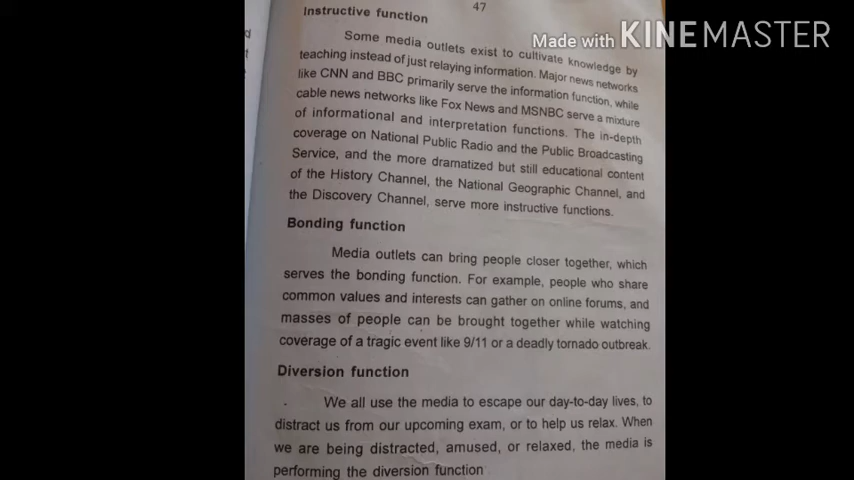 47
Made with KINEMASTER
Instructive function
Some media outlets exist to cultivate knowledge by
teaching instead of just relaying information. Major news networks
like CNN and BBC primarily serve the information function, while
cable news networks like Fox News and MSNBC serve a mixture
of informational and interpretation functions. The in-depth
coverage on National Public Radio and the Public Broadcasting
Service, and the more dramatized but still educational content
of the History Channel, the National Geographic Channel, and
the Discovery Channel, serve more instructive functions.
Bonding function
Media outlets can bring people closer together, which
serves the bonding function. For example, people who share
common values and interests can gather on online forums, and
masses of people can be brought together while watching
coverage of a tragic event like 9/11 or a deadly tornado outbreak.
Diversion function
We all use the media to escape our day-to-day lives, to
distract us from our upcoming exam, or to help us relax. When
we are being distracted, amused, or relaxed, the media is
performing the diversion function